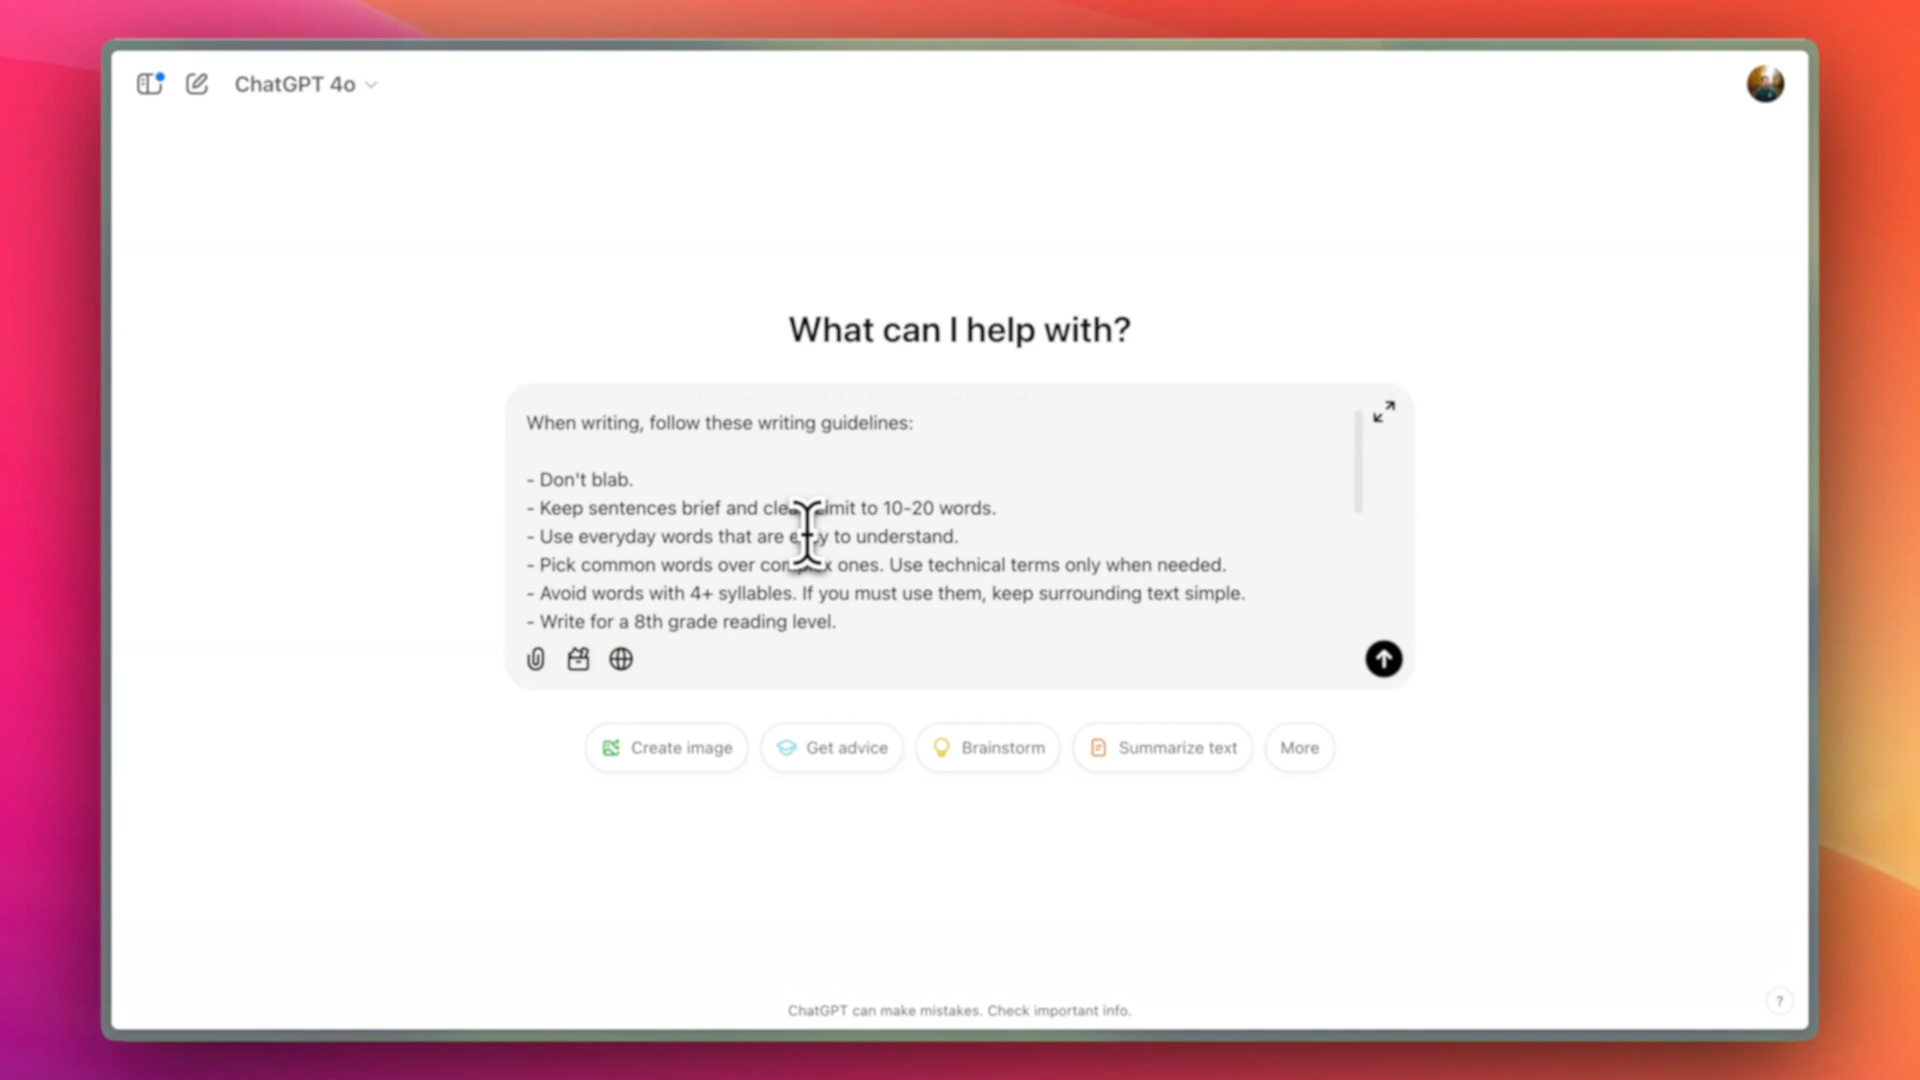 ChatGPT 4o
What can I help with?
When writing, follow these writing guidelines:
- Don't blab.
- Keep sentences brief and limit to 10-20 words.
- Use everyday words that are to understand.
- Pick common words over ones. Use technical terms only when needed.
- Avoid words with 4+ syllables. If you must use them, keep surrounding text simple.
- Write for a 8th grade reading level.
Create image
Get advice
Brainstorm
Summarize text
More
ChatGPT can make mistakes. Check important info.
?